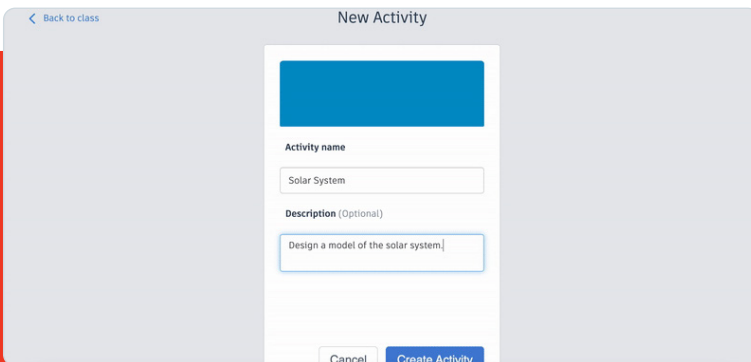 Back to class
New Activity
Activity name
Solar System
Description (Optional)
Design a model of the solar system.
Cancel
Create Activity